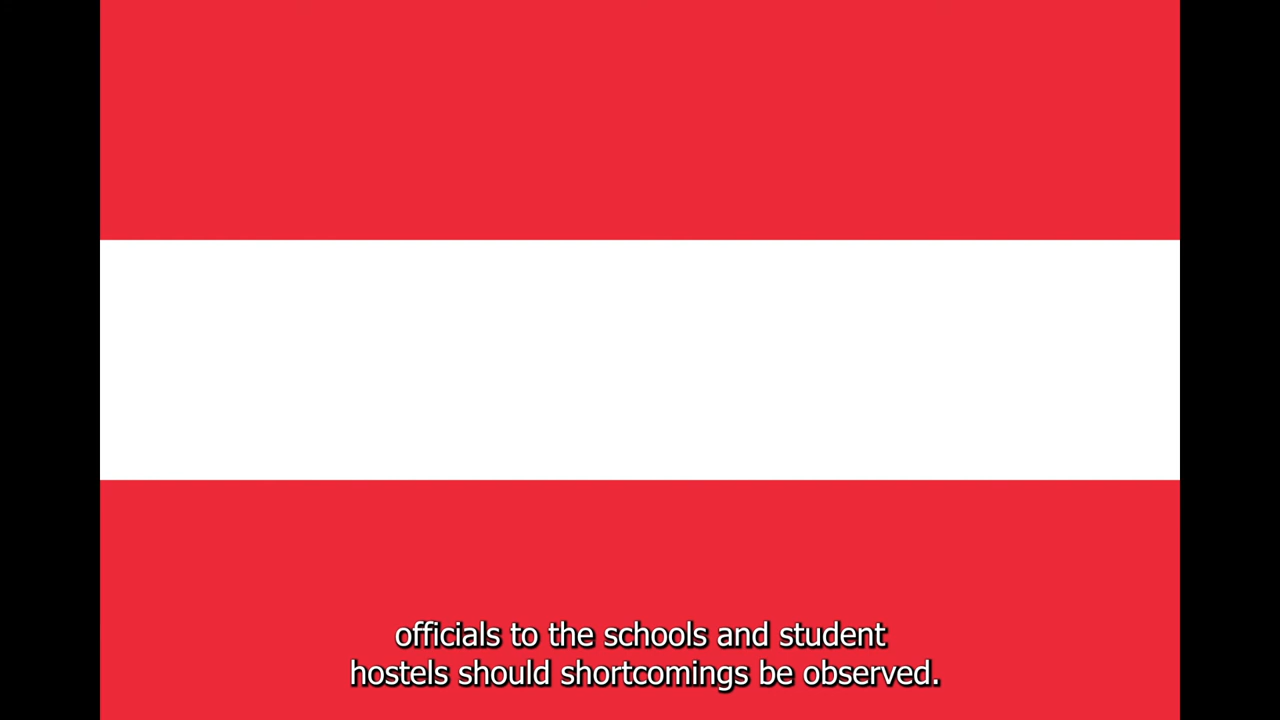 officials to the schools and student
hostels should shortcomings be observed.